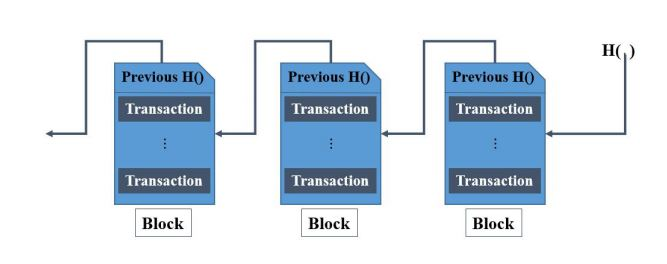 H( )
Previous H() Previous H() Previous H()
Transaction Transaction Transaction
⋮ ⋮ ⋮
Transaction Transaction Transaction
Block Block Block